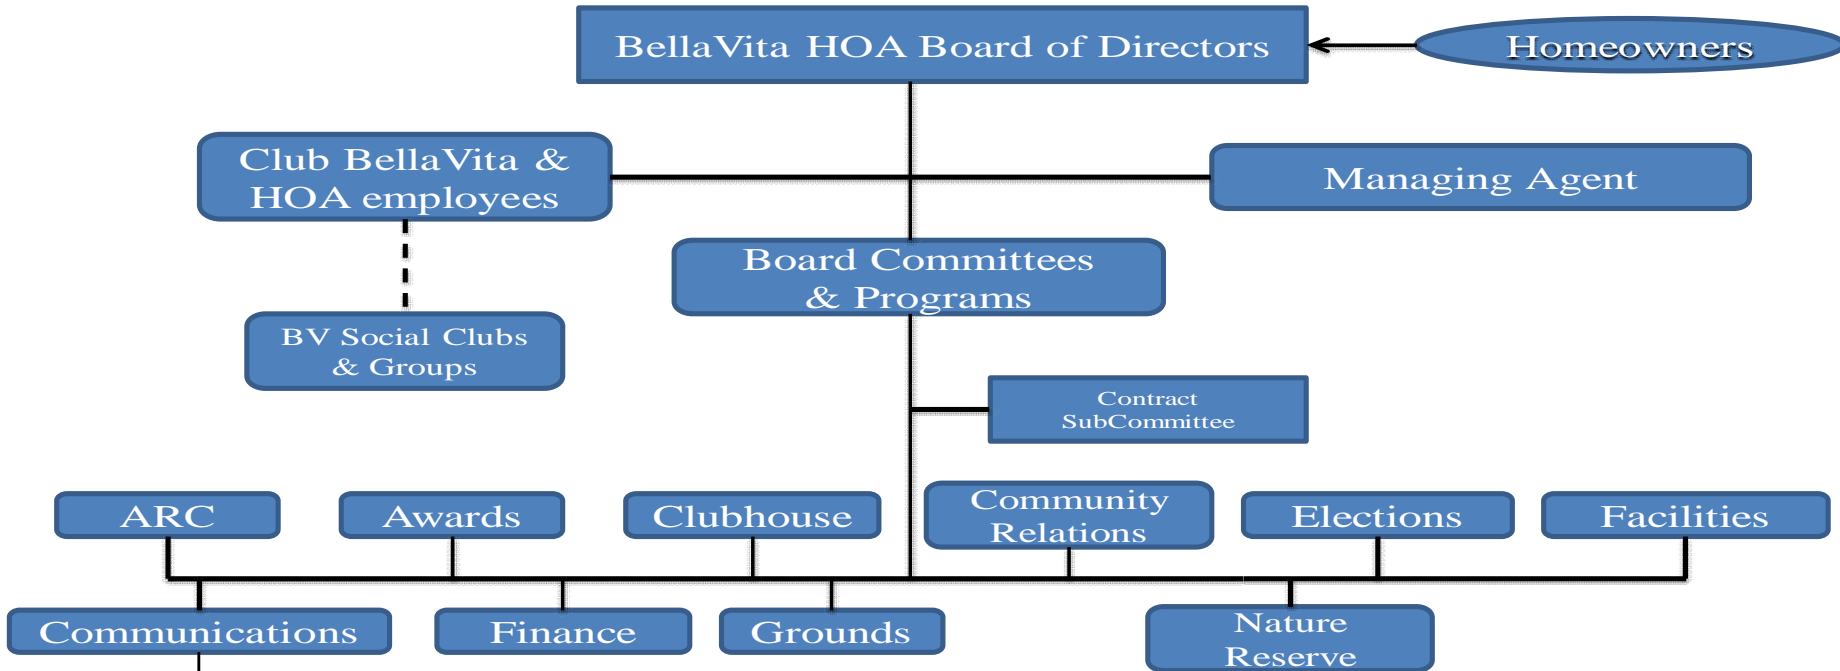 BellaVita HOA Board of Directors
Homeowners
Club BellaVita &
HOA employees
Managing Agent
Board Committees
& Programs
BV Social Clubs
& Groups
Contract
SubCommittee
ARC
Awards
Clubhouse
Community
Relations
Elections
Facilities
Communications
Finance
Grounds
Nature
Reserve